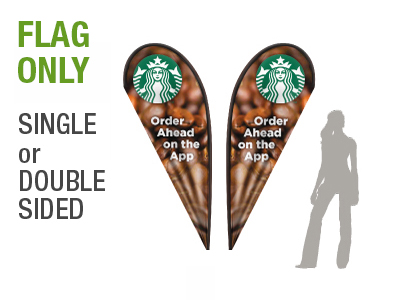 FLAG
ONLY
SINGLE
or
DOUBLE
SIDED
Order
Ahead
on the
App
Order
Ahead
on the
App